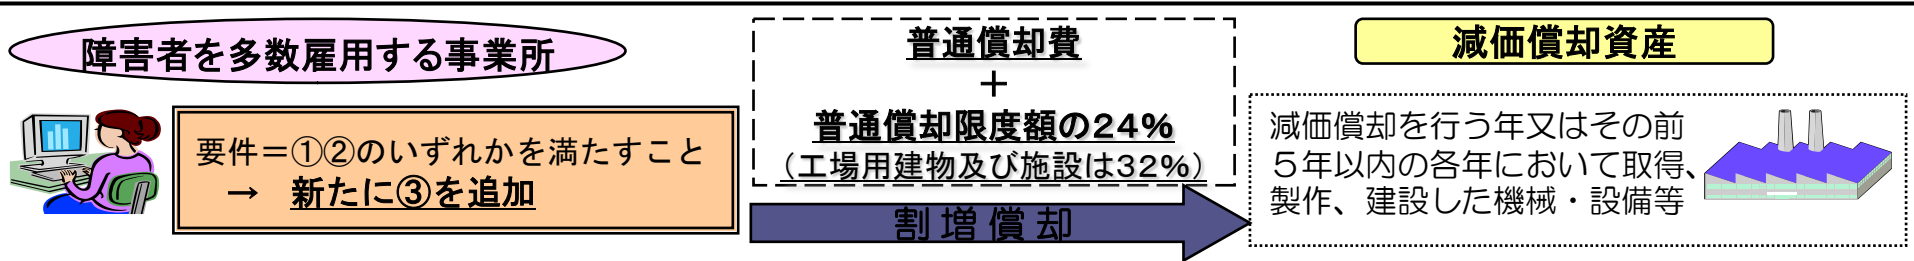 障害者を多数雇用する事業所
要件＝①②のいずれかを満たすこと
→ 新たに③を追加
普通償却費
＋
普通償却限度額の24%
(工場用建物及び施設は32%)
割増償却
減価償却資産
減価償却を行う年又はその前
５年以内の各年において取得、
製作、建設した機械・設備等